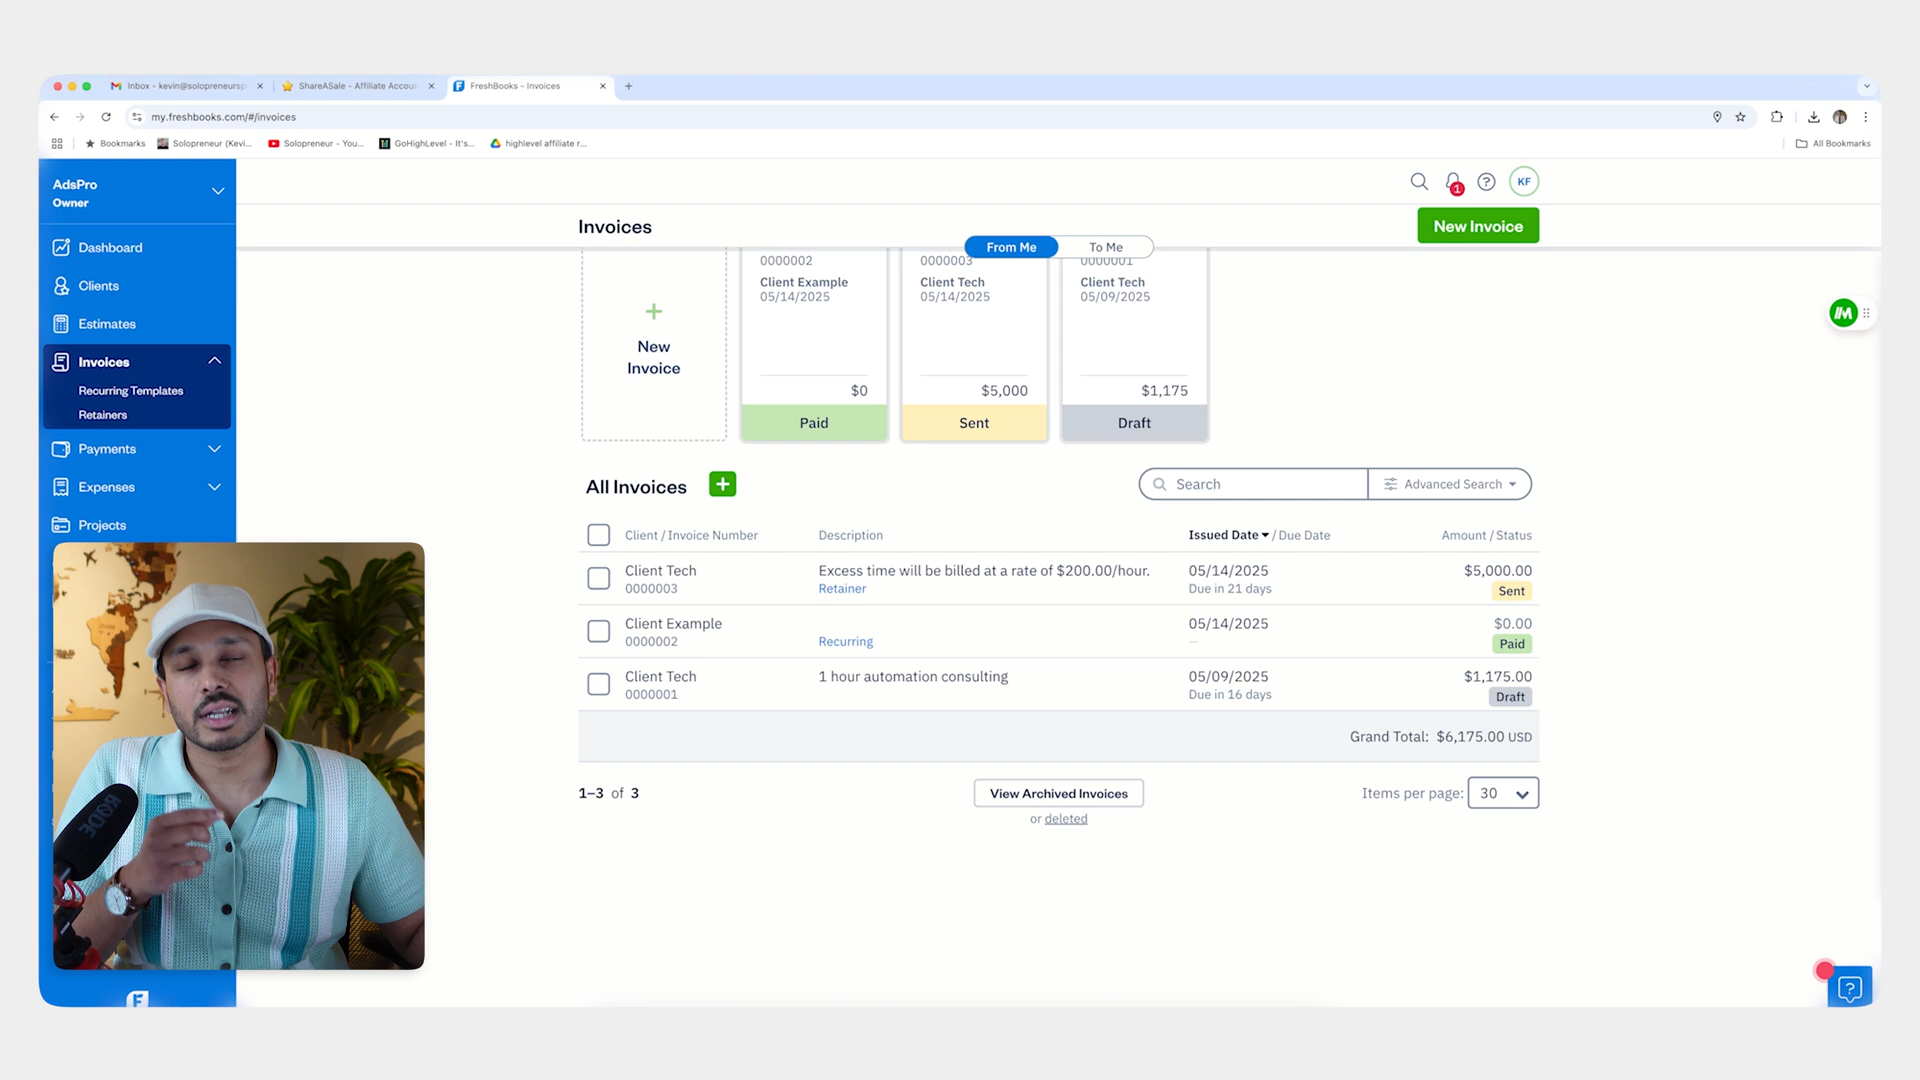 Inbox - kevin@solopreneursp
ShareASale - Affiliate Accoun
FreshBooks - Invoices
my.freshbooks.com/#/invoices
Bookmarks
Solopreneur (Kevi...
Solopreneur - You...
GoHighLevel - It's...
highlevel affiliate r...
All Bookmarks
AdsPro
Owner
Dashboard
Clients
Estimates
Invoices
Recurring Templates
Retainers
Payments
Expenses
Projects
1
KF
Invoices
New Invoice
From Me
To Me
New
Invoice
0000002
Client Example
05/14/2025
$0
Paid
0000003
Client Tech
05/14/2025
$5,000
Sent
0000001
Client Tech
05/09/2025
$1,175
Draft
All Invoices
Search
Advanced Search
Client / Invoice Number
Description
Issued Date / Due Date
Amount / Status
Client Tech
0000003
Excess time will be billed at a rate of $200.00/hour.
Retainer
05/14/2025
Due in 21 days
$5,000.00
Sent
Client Example
0000002
Recurring
05/14/2025
—
$0.00
Paid
Client Tech
0000001
1 hour automation consulting
05/09/2025
Due in 16 days
$1,175.00
Draft
Grand Total: $6,175.00 USD
1–3 of 3
View Archived Invoices
or deleted
Items per page: 30
RODE